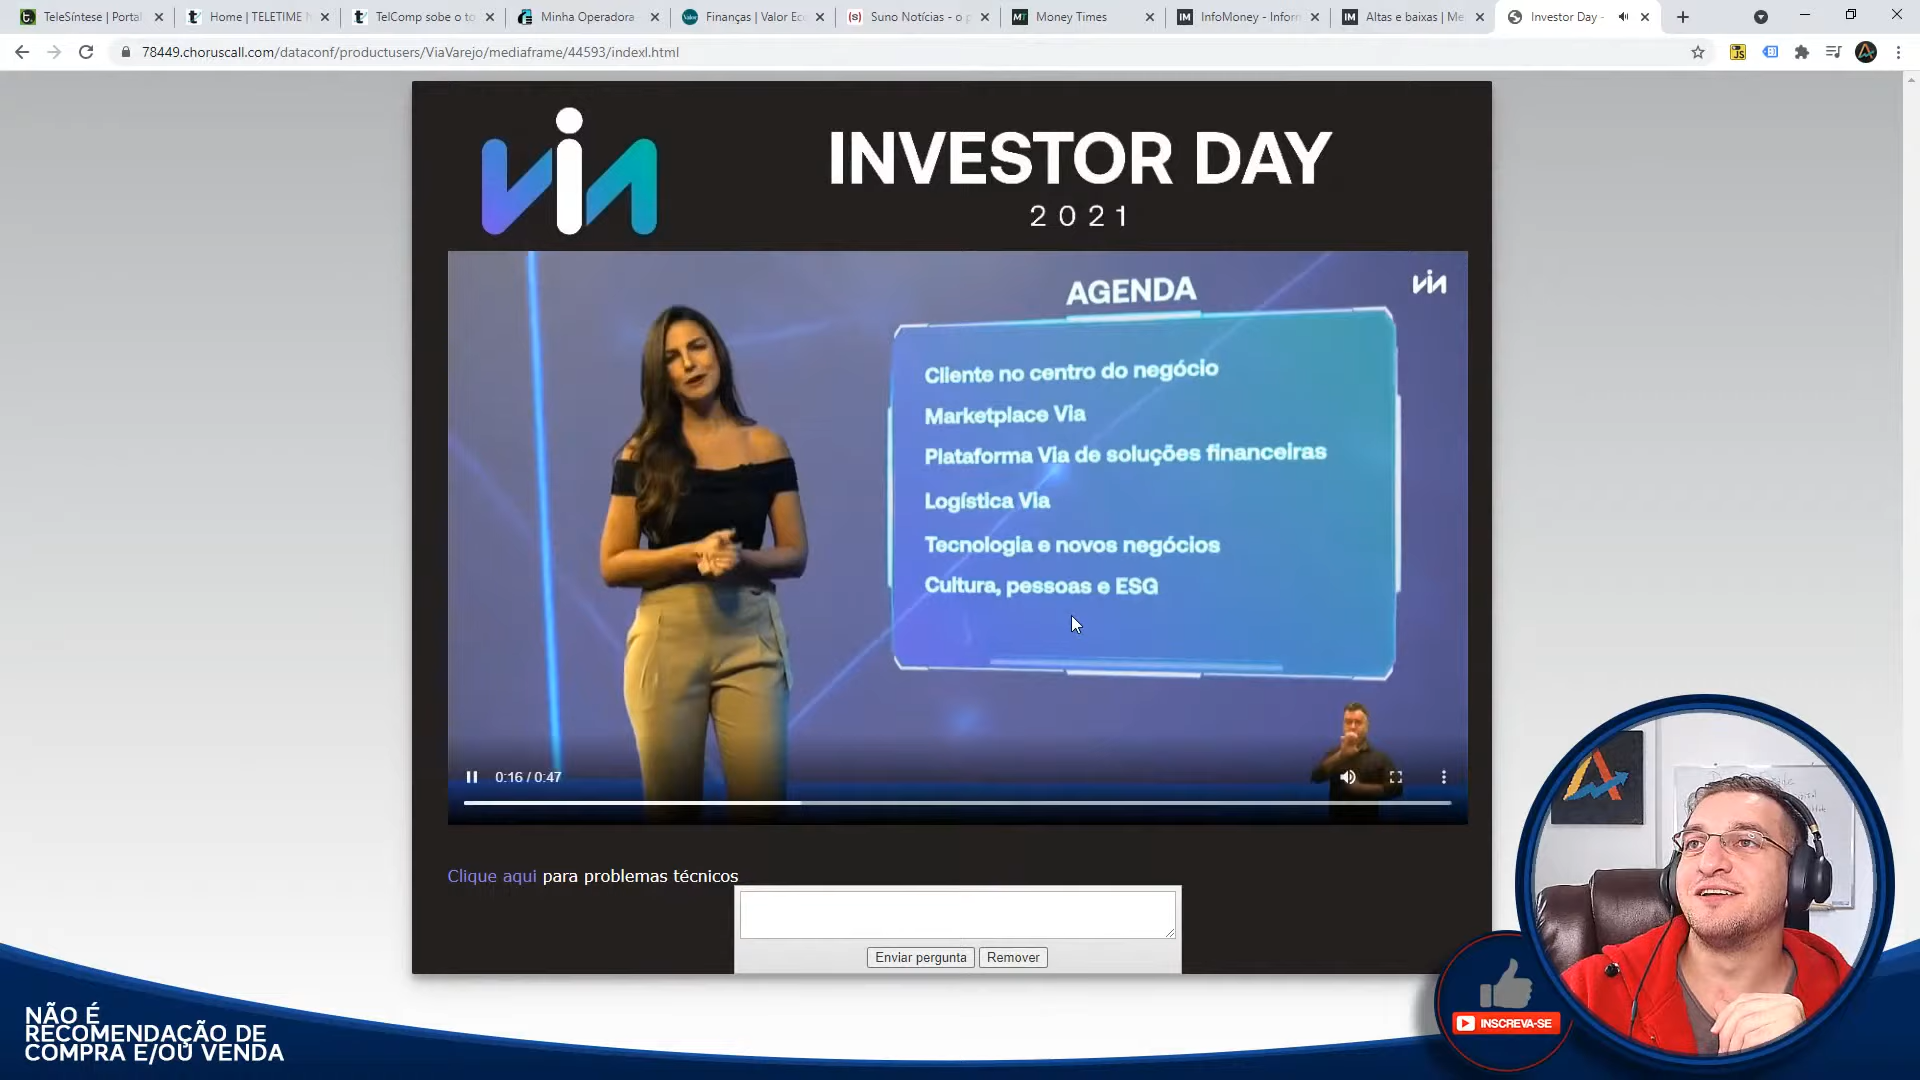 TeleSíntese | Portal
Home | TELETIME
TelComp sobe o to
Minha Operadora
Finanças | Valor Eco
Suno Notícias - o p
Money Times
InfoMoney - Inform
Altas e baixas | Me
Investor Day -
78449.choruscall.com/dataconf/productusers/ViaVarejo/mediaframe/44593/indexl.html
via
INVESTOR DAY
2021
AGENDA
via
Cliente no centro do negócio
Marketplace Via
Plataforma Via de soluções financeiras
Logística Via
Tecnologia e novos negócios
Cultura, pessoas e ESG
0:16 / 0:47
Clique aqui para problemas técnicos
Enviar pergunta
Remover
NÃO É
RECOMENDAÇÃO DE
COMPRA E/OU VENDA
INSCREVA-SE